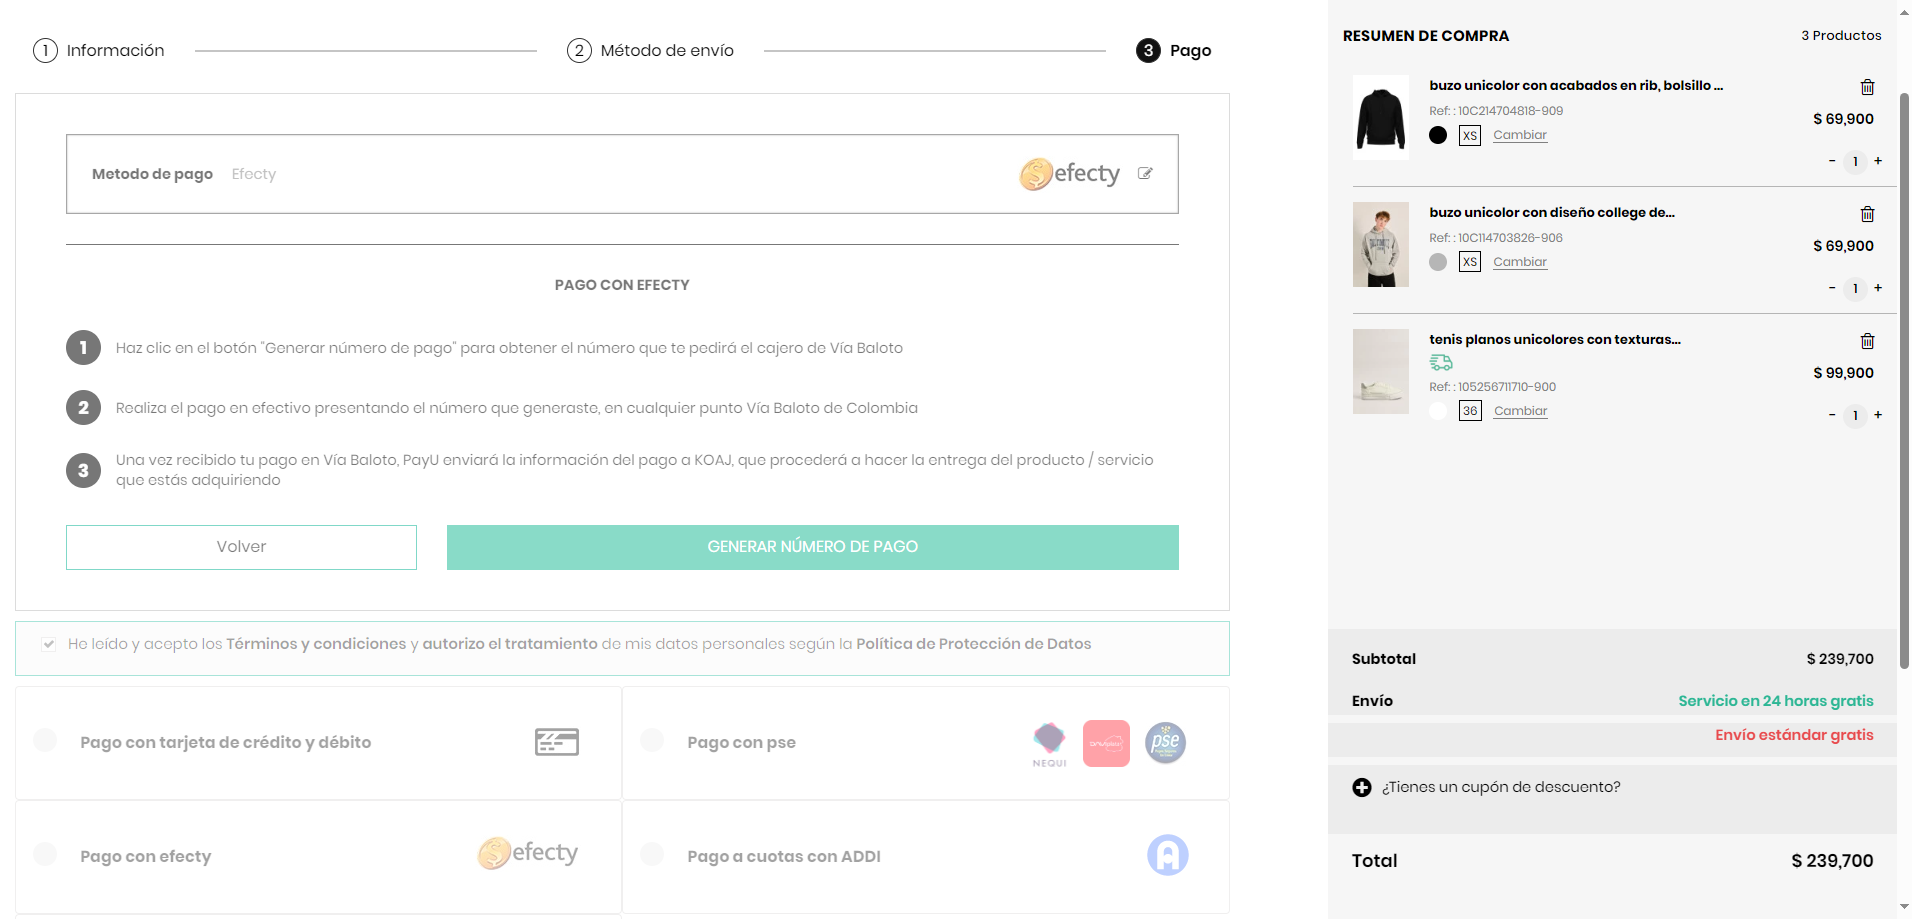 1 Información
2 Método de envío
3 Pago
Metodo de pago Efecty
efecty
PAGO CON EFECTY
1 Haz clic en el botón "Generar número de pago" para obtener el número que te pedirá el cajero de Vía Baloto
2 Realiza el pago en efectivo presentando el número que generaste, en cualquier punto Vía Baloto de Colombia
3 Una vez recibido tu pago en Vía Baloto, PayU enviará la información del pago a KOAJ, que procederá a hacer la entrega del producto / servicio
que estás adquiriendo
Volver
GENERAR NÚMERO DE PAGO
He leído y acepto los Términos y condiciones y autorizo el tratamiento de mis datos personales según la Política de Protección de Datos
Pago con tarjeta de crédito y débito
Pago con pse
NEQUI
pse
Pago con efecty
efecty
Pago a cuotas con ADDI
RESUMEN DE COMPRA
3 Productos
buzo unicolor con acabados en rib, bolsillo ...
Ref: : 10C214704818-909
$ 69,900
XS Cambiar
- 1 +
buzo unicolor con diseño college de...
Ref: : 10C114703826-906
$ 69,900
XS Cambiar
- 1 +
tenis planos unicolores con texturas...
$ 99,900
Ref: : 105256711710-900
36 Cambiar
- 1 +
Subtotal $ 239,700
Envío Servicio en 24 horas gratis
Envío estándar gratis
¿Tienes un cupón de descuento?
Total $ 239,700